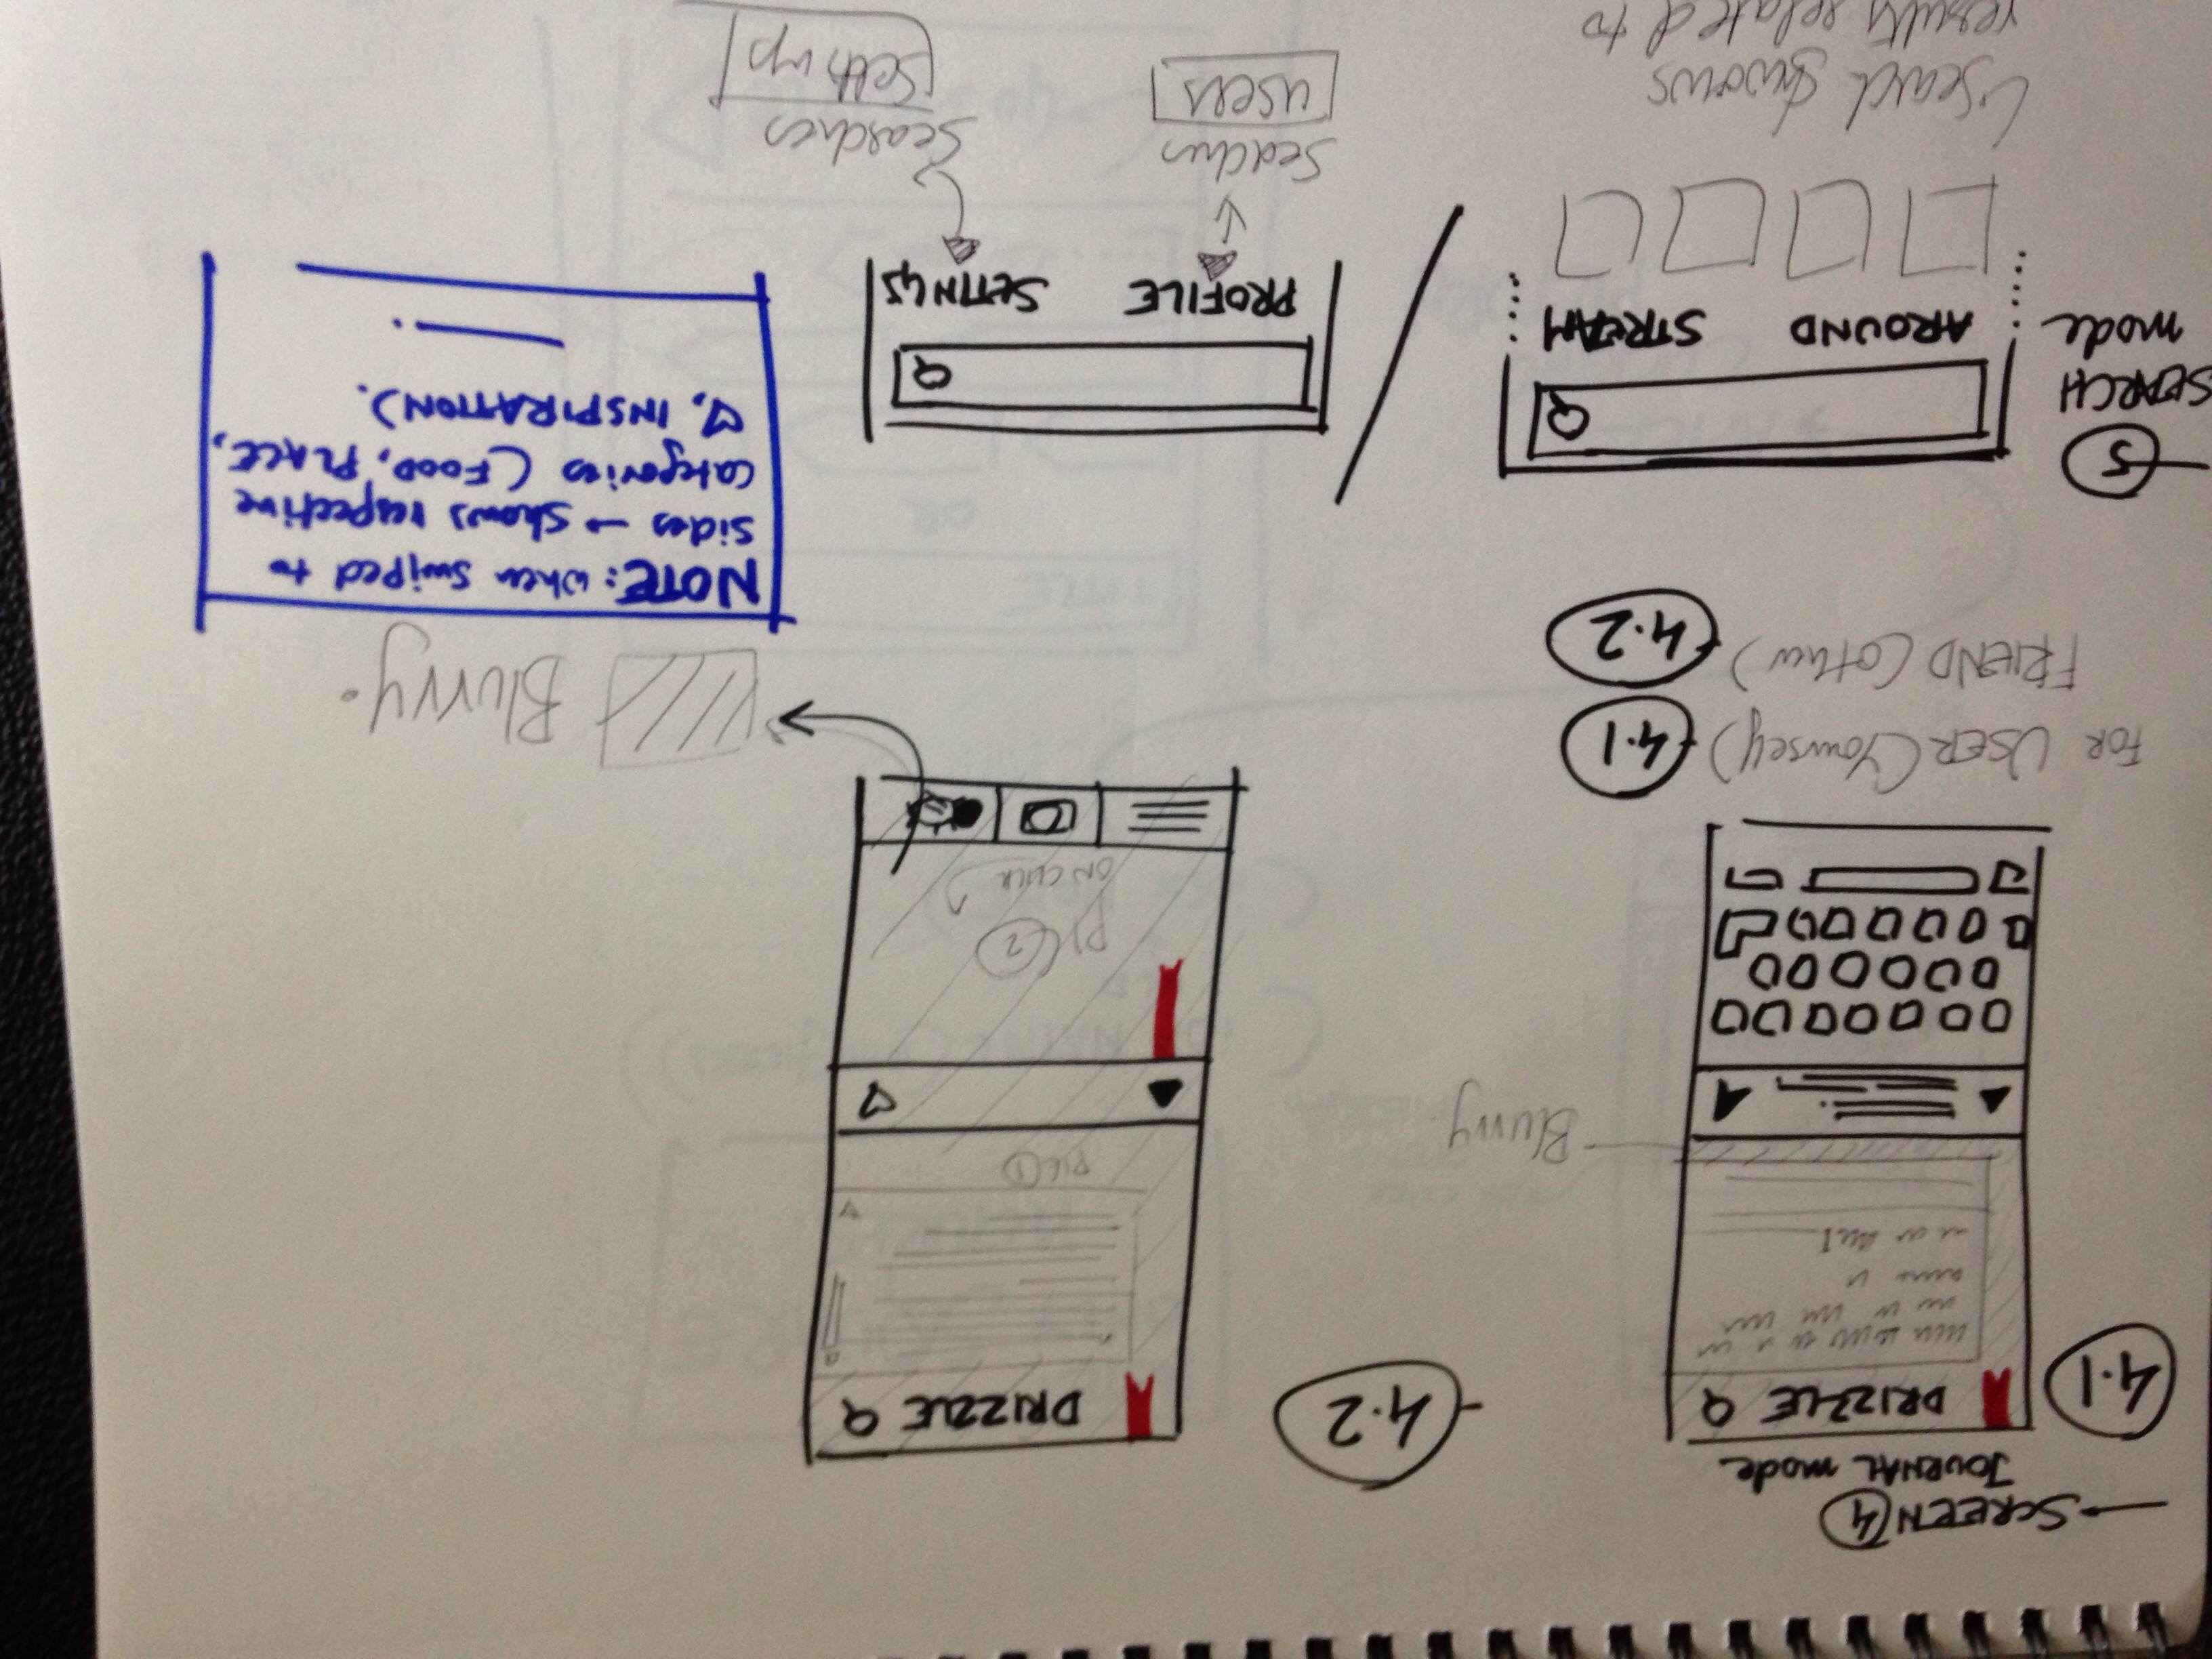 → SCREEN 4
JOURNAL mode
4.1
DRIZZLE
Blurry.
4.2
DRIZZLE
PIC 1
PIC 2
ON CLICK
Blurry.
FOR USER (Yourself) 4.1
FRIEND (other) 4.2
NOTE: when swiped to
sides → shows respective
categories (FOOD, PLACE,
♡, INSPIRATION).
5
SEARCH
mode
AROUND STREAM
search shows
results related to
PROFILE SETTINGS
Seaches
users
Searches